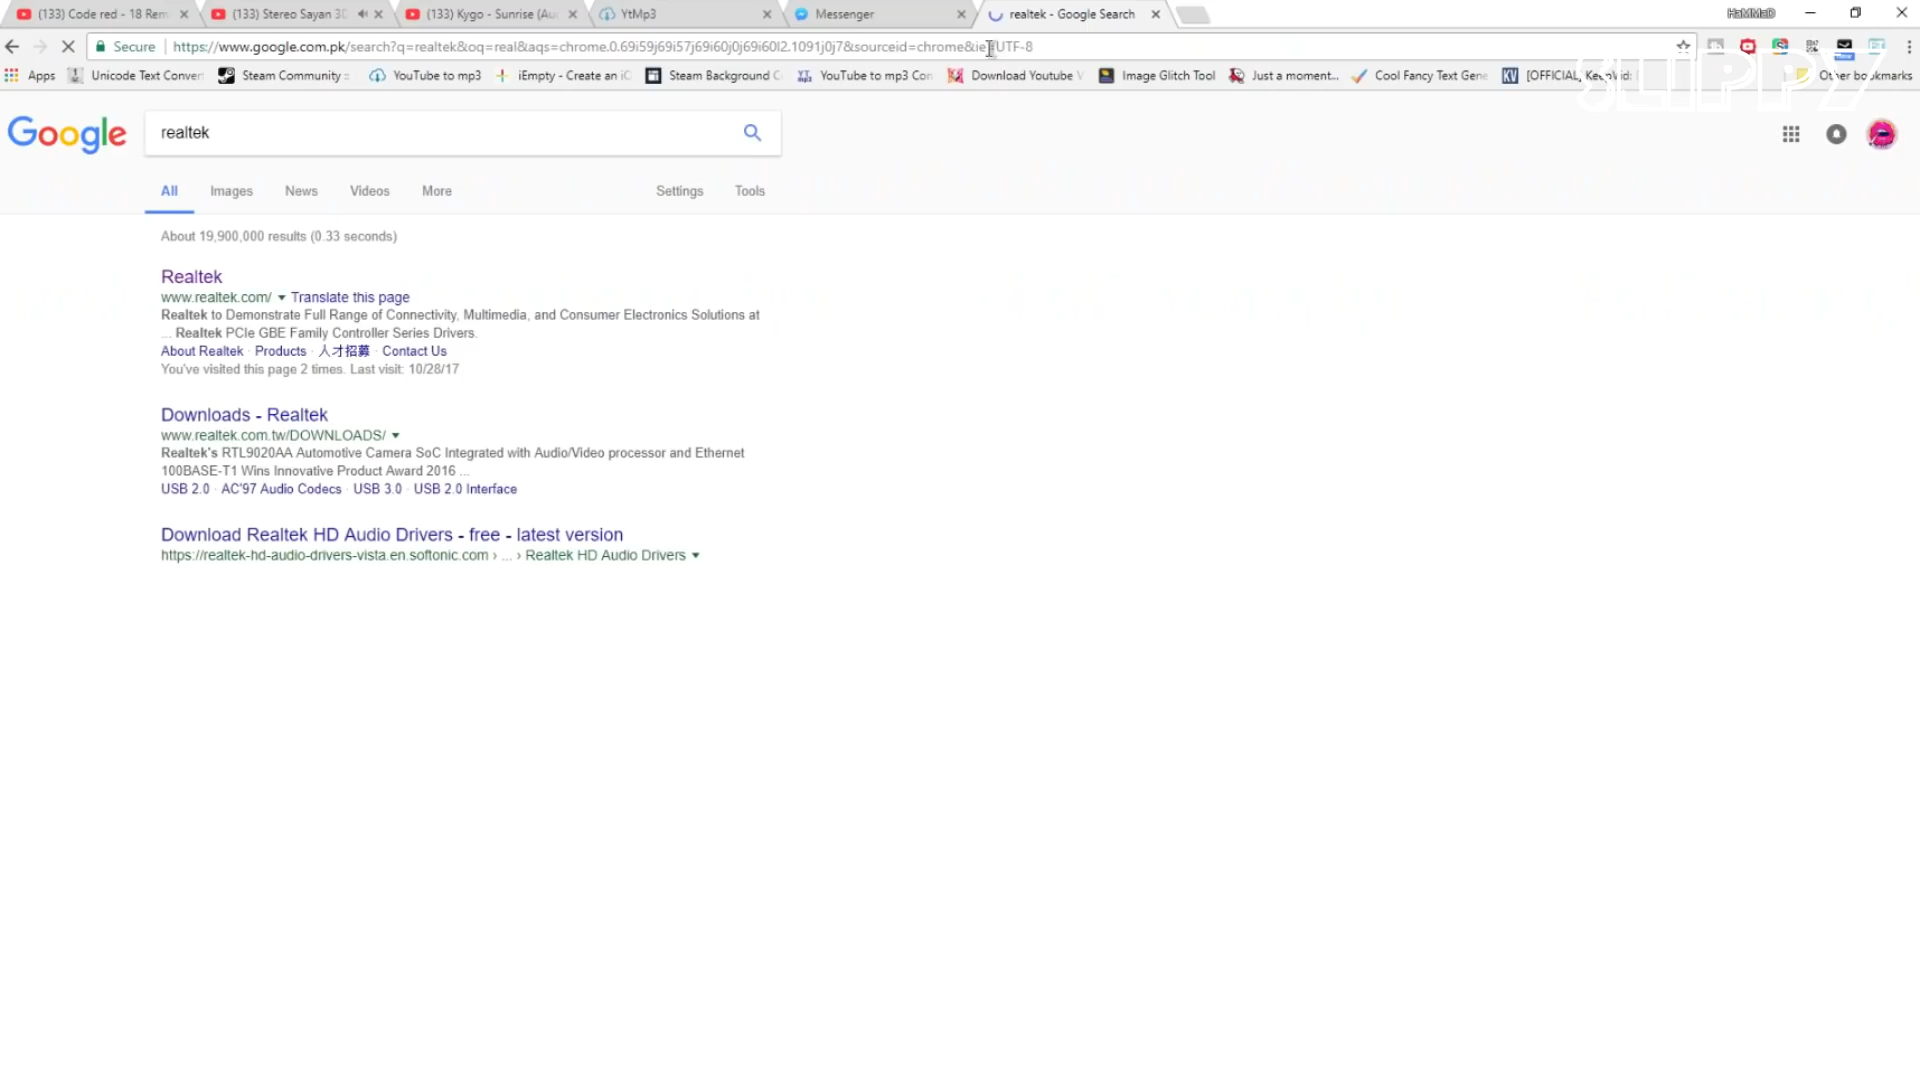 (133) Code red - 18 Rem
(133) Stereo Sayan 3D
(133) Kygo - Sunrise (Au
YtMp3
Messenger
realtek - Google Search
HaMMaD
Secure
https://www.google.com.pk/search?q=realtek&oq=real&aqs=chrome.0.69i59j69i57j69i60j0j69i60l2.1091j0j7&sourceid=chrome&ie=UTF-8
Apps
Unicode Text Convert
Steam Community ::
YouTube to mp3
iEmpty - Create an iC
Steam Background C
YouTube to mp3 Con
Download Youtube V
Image Glitch Tool
Just a moment...
Cool Fancy Text Gene
[OFFICIAL] KeepVid:
Other bookmarks
Google
realtek
All
Images
News
Videos
More
Settings
Tools
About 19,900,000 results (0.33 seconds)
Realtek
www.realtek.com/ Translate this page
Realtek to Demonstrate Full Range of Connectivity, Multimedia, and Consumer Electronics Solutions at
... Realtek PCIe GBE Family Controller Series Drivers.
About Realtek · Products · 人才招募 · Contact Us
You've visited this page 2 times. Last visit: 10/28/17
Downloads - Realtek
www.realtek.com.tw/DOWNLOADS/
Realtek's RTL9020AA Automotive Camera SoC Integrated with Audio/Video processor and Ethernet
100BASE-T1 Wins Innovative Product Award 2016 ...
USB 2.0 · AC'97 Audio Codecs · USB 3.0 · USB 2.0 Interface
Download Realtek HD Audio Drivers - free - latest version
https://realtek-hd-audio-drivers-vista.en.softonic.com › ... › Realtek HD Audio Drivers